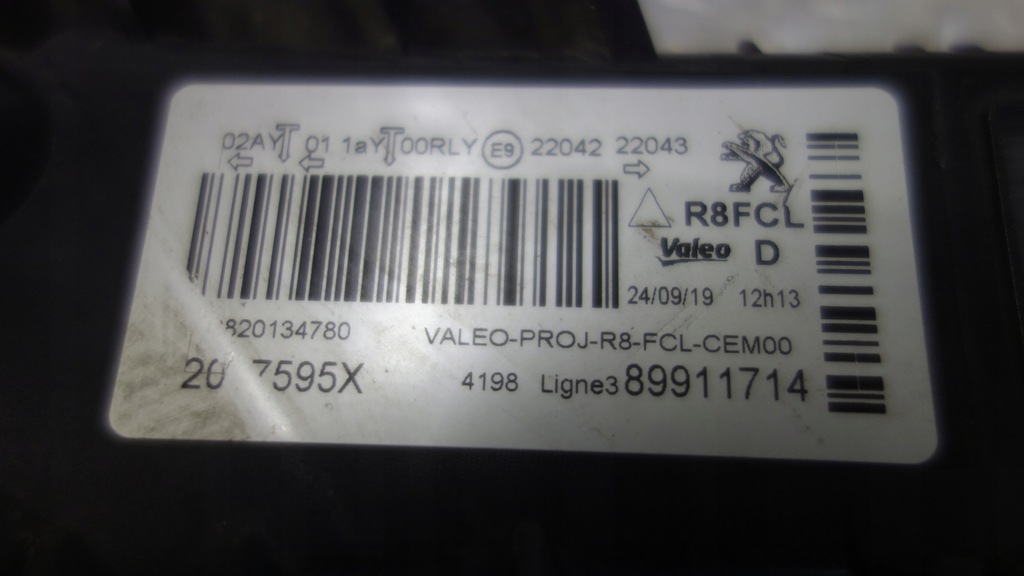 02AY 01 1aY 00RLY E9 22042 22043
R8FCL
Valeo D
24/09/19 12h13
820134780 VALEO-PROJ-R8-FCL-CEM00
4198 Ligne3 89911714